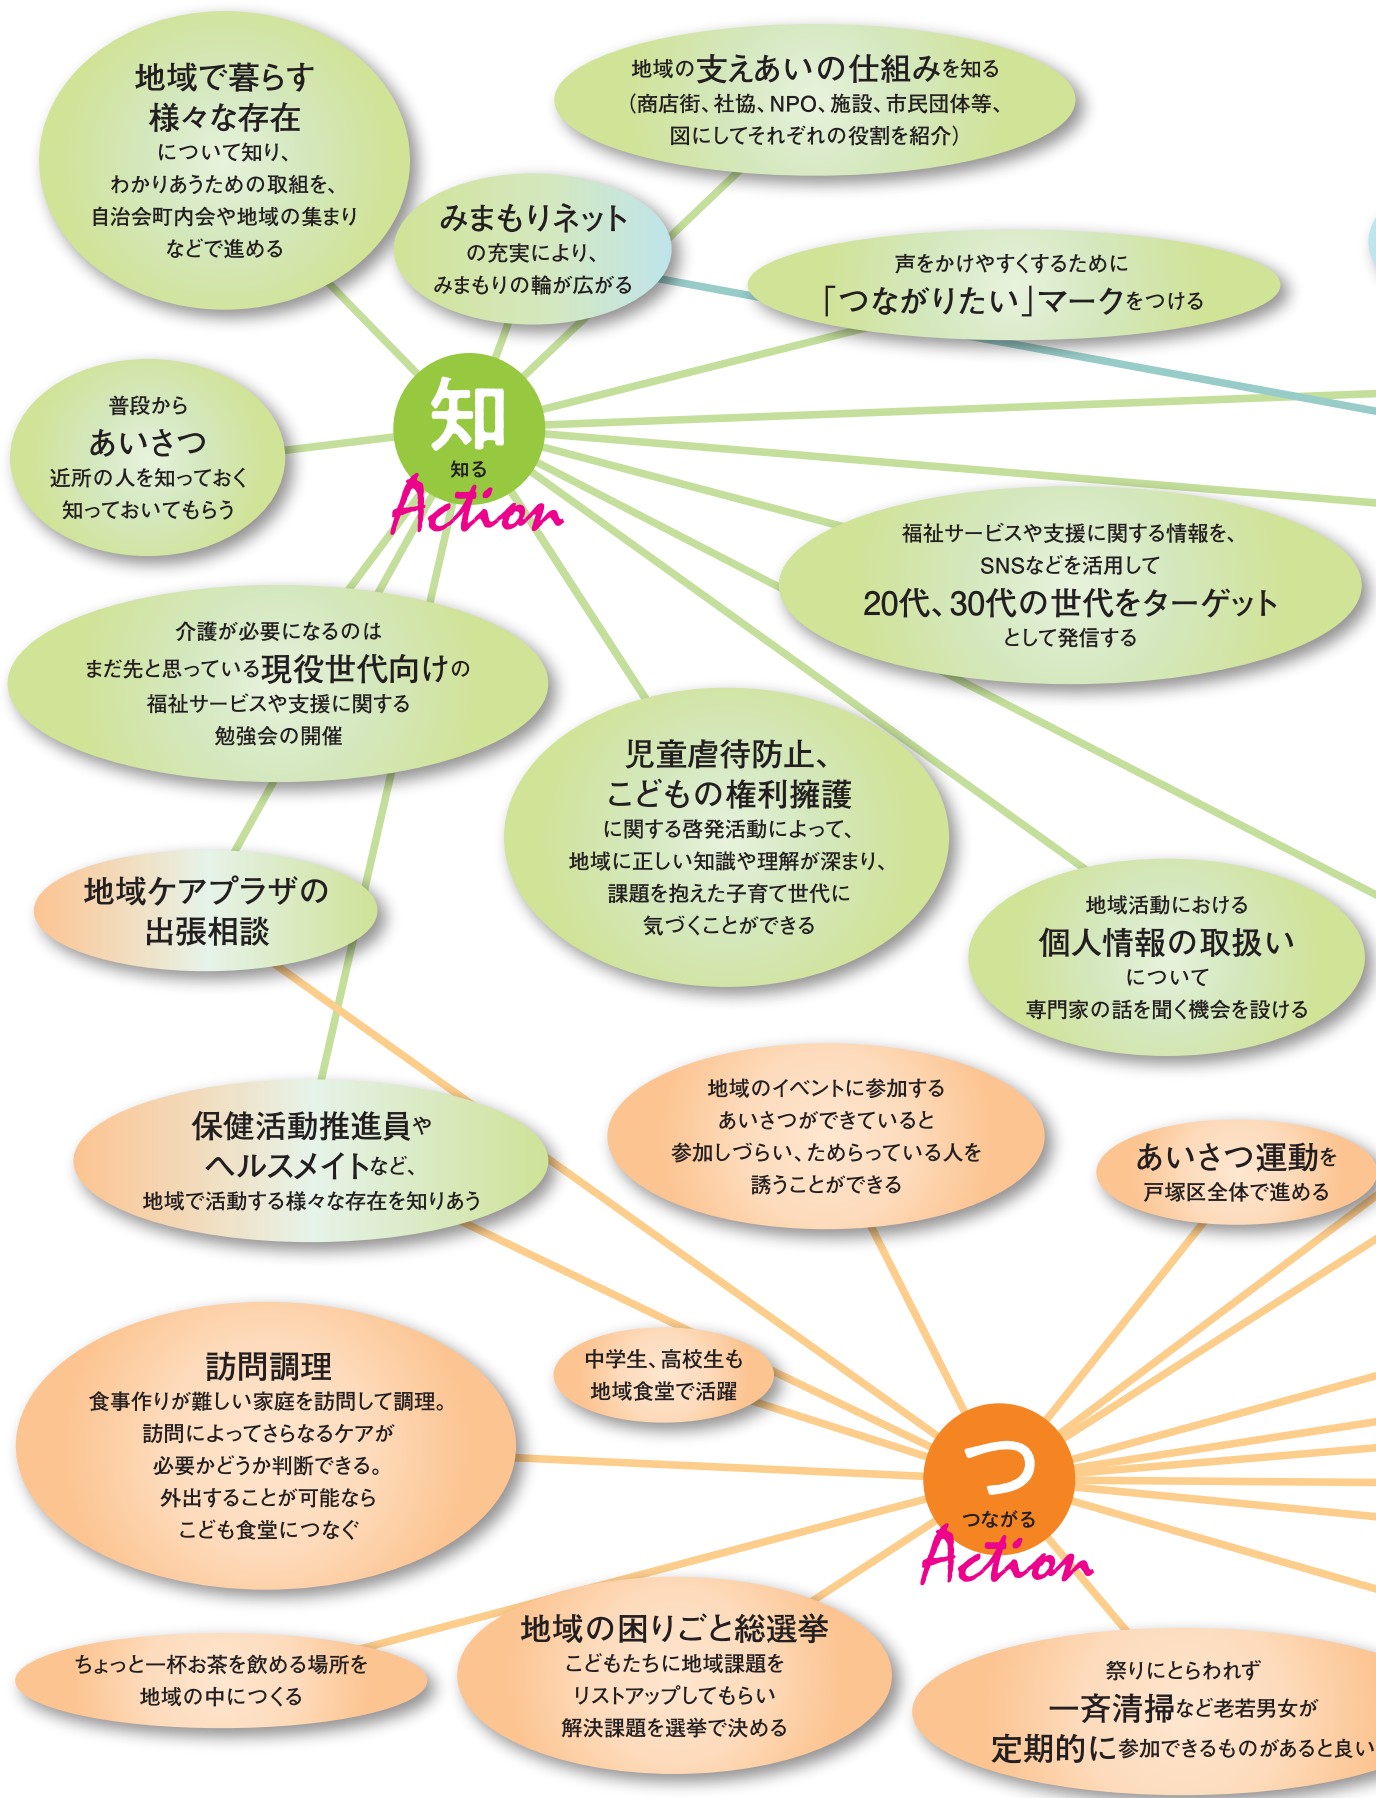 地域で暮らす
様々な存在
について知り、
わかりあうための取組を、
自治会町内会や地域の集まり
などで進める
地域の支えあいの仕組みを知る
（商店街、社協、NPO、施設、市民団体等、
図にしてそれぞれの役割を紹介）
みまもりネット
の充実により、
みまもりの輪が広がる
声をかけやすくするために
「つながりたい」マークをつける
普段から
あいさつ
近所の人を知っておく
知っておいてもらう
知
知る
Action
福祉サービスや支援に関する情報を、
SNSなどを活用して
20代、30代の世代をターゲット
として発信する
介護が必要になるのは
まだ先と思っている現役世代向けの
福祉サービスや支援に関する
勉強会の開催
児童虐待防止、
こどもの権利擁護
に関する啓発活動によって、
地域に正しい知識や理解が深まり、
課題を抱えた子育て世代に
気づくことができる
地域ケアプラザの
出張相談
地域活動における
個人情報の取扱い
について
専門家の話を聞く機会を設ける
保健活動推進員や
ヘルスメイトなど、
地域で活動する様々な存在を知りあう
地域のイベントに参加する
あいさつができていると
参加しづらい、ためらっている人を
誘うことができる
あいさつ運動を
戸塚区全体で進める
訪問調理
食事作りが難しい家庭を訪問して調理。
訪問によってさらなるケアが
必要かどうか判断できる。
外出することが可能なら
こども食堂につなぐ
中学生、高校生も
地域食堂で活躍
つ
つながる
Action
ちょっと一杯お茶を飲める場所を
地域の中につくる
地域の困りごと総選挙
こどもたちに地域課題を
リストアップしてもらい
解決課題を選挙で決める
祭りにとらわれず
一斉清掃など老若男女が
定期的に参加できるものがあると良い